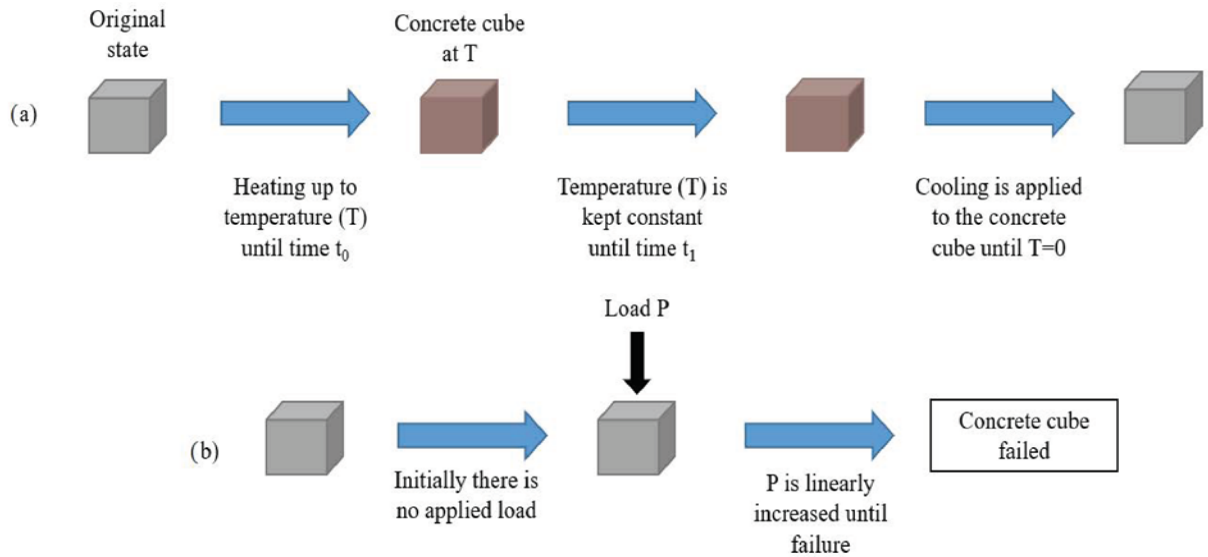 Original
state
Concrete cube
at T
(a)
Heating up to
temperature (T)
until time t₀
Temperature (T) is
kept constant
until time t₁
Cooling is applied
to the concrete
cube until T=0
Load P
(b)
Initially there is
no applied load
P is linearly
increased until
failure
Concrete cube
failed